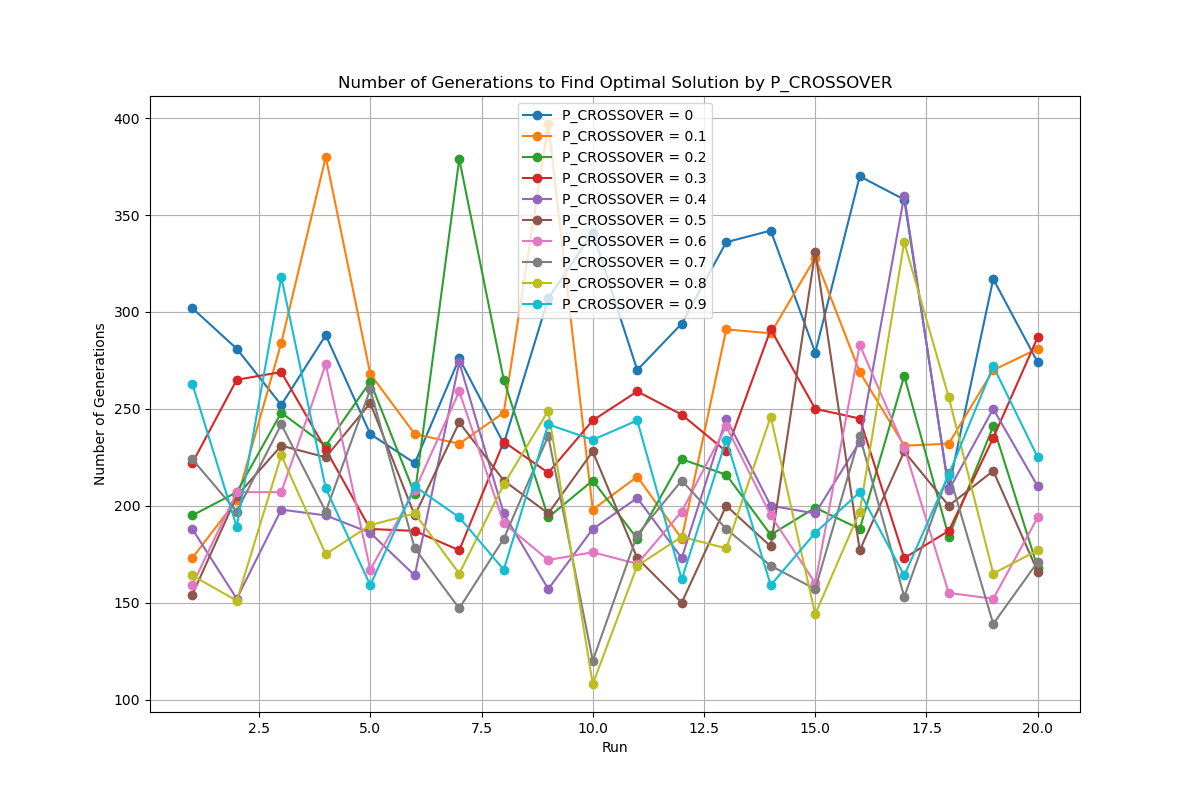 Number of Generations to Find Optimal Solution by P_CROSSOVER
P_CROSSOVER = 0
P_CROSSOVER = 0.1
P_CROSSOVER = 0.2
P_CROSSOVER = 0.3
P_CROSSOVER = 0.4
P_CROSSOVER = 0.5
P_CROSSOVER = 0.6
P_CROSSOVER = 0.7
P_CROSSOVER = 0.8
P_CROSSOVER = 0.9
Number of Generations
400
350
300
250
200
150
100
2.5 5.0 7.5 10.0 12.5 15.0 17.5 20.0
Run